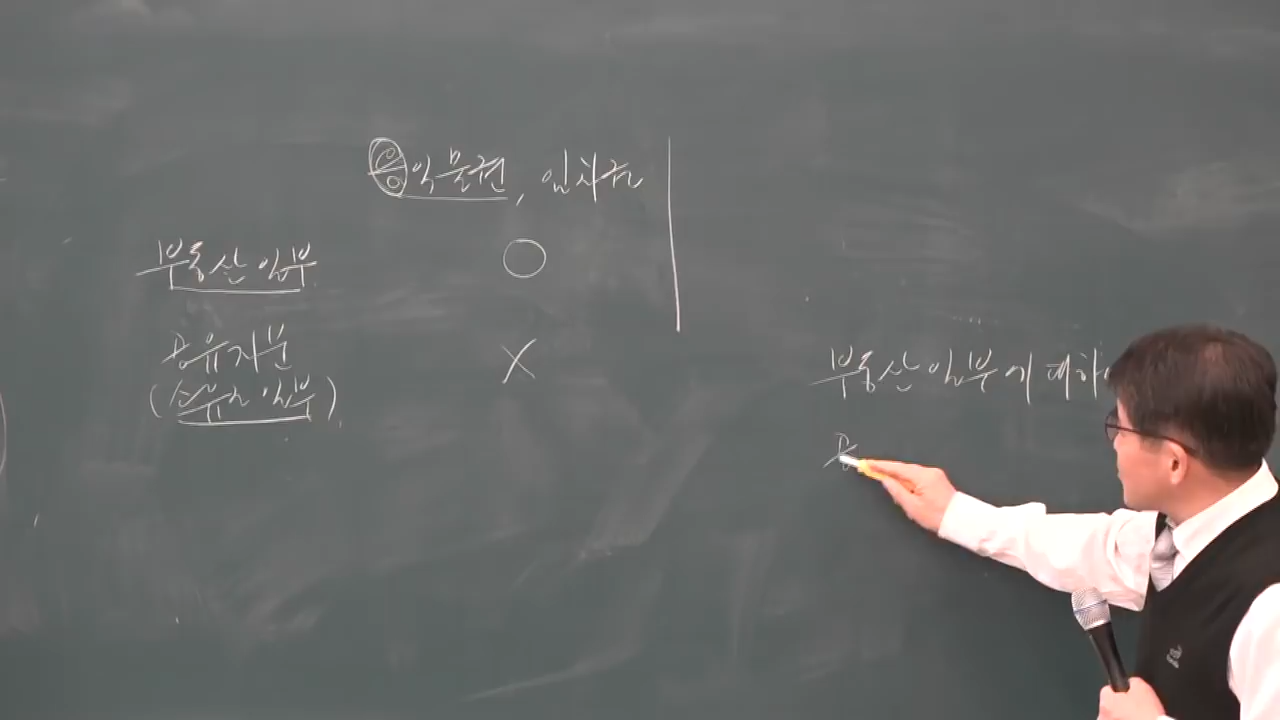 용익물권, 임차권
부동산 일부 ○
공유지분 X
(소유권 일부)
부동산 일부에 대하
공